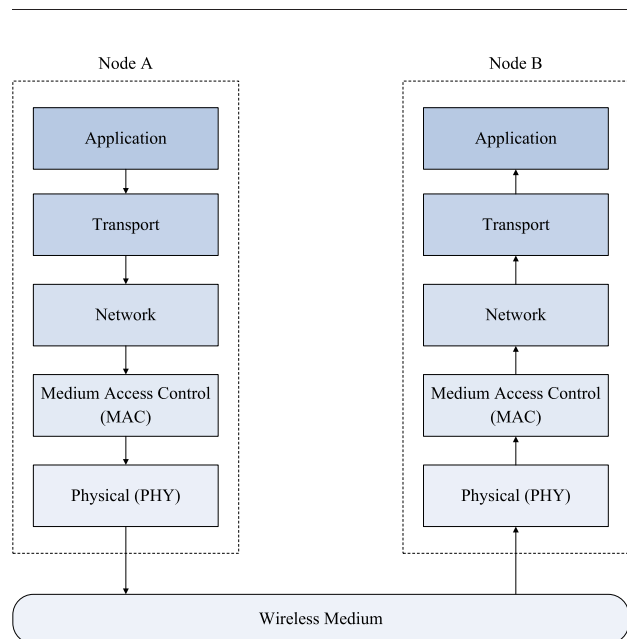 Node A
Application
Transport
Network
Medium Access Control
(MAC)
Physical (PHY)
Node B
Application
Transport
Network
Medium Access Control
(MAC)
Physical (PHY)
Wireless Medium